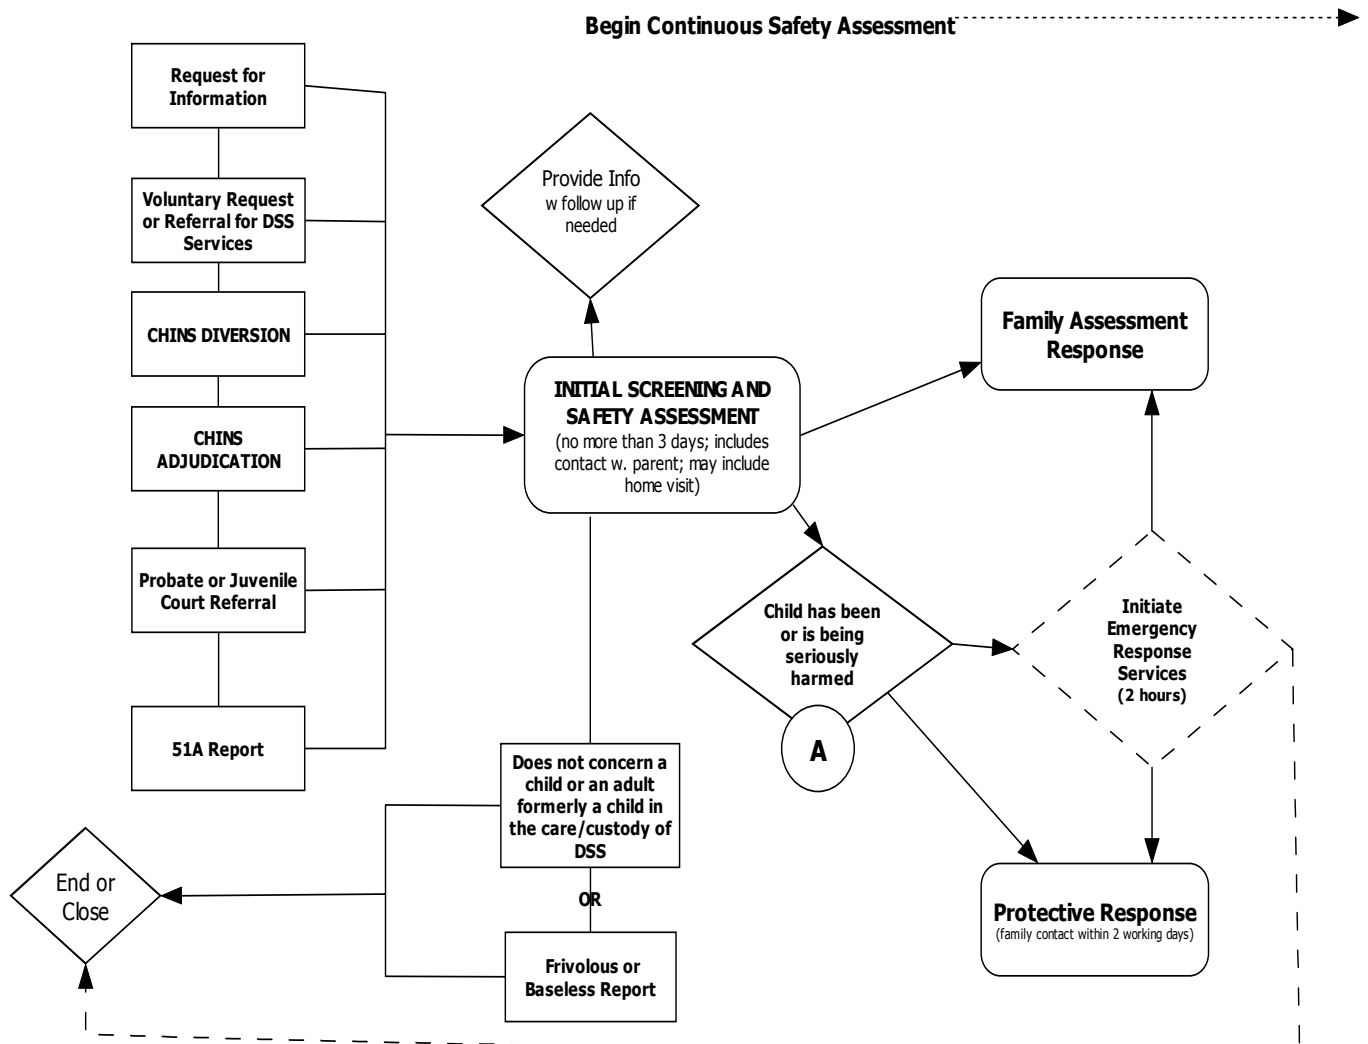 Begin Continuous Safety Assessment
Request for
Information
Voluntary Request
or Referral for DSS
Services
CHINS DIVERSION
CHINS
ADJUDICATION
Probate or Juvenile
Court Referral
51A Report
Provide Info
w follow up if
needed
INITIAL SCREENING AND
SAFETY ASSESSMENT
(no more than 3 days; includes
contact w. parent; may include
home visit)
Family Assessment
Response
Child has been
or is being
seriously
harmed
A
Initiate
Emergency
Response
Services
(2 hours)
Does not concern a
child or an adult
formerly a child in
the care/custody of
DSS
OR
Frivolous or
Baseless Report
End or
Close
Protective Response
(family contact within 2 working days)